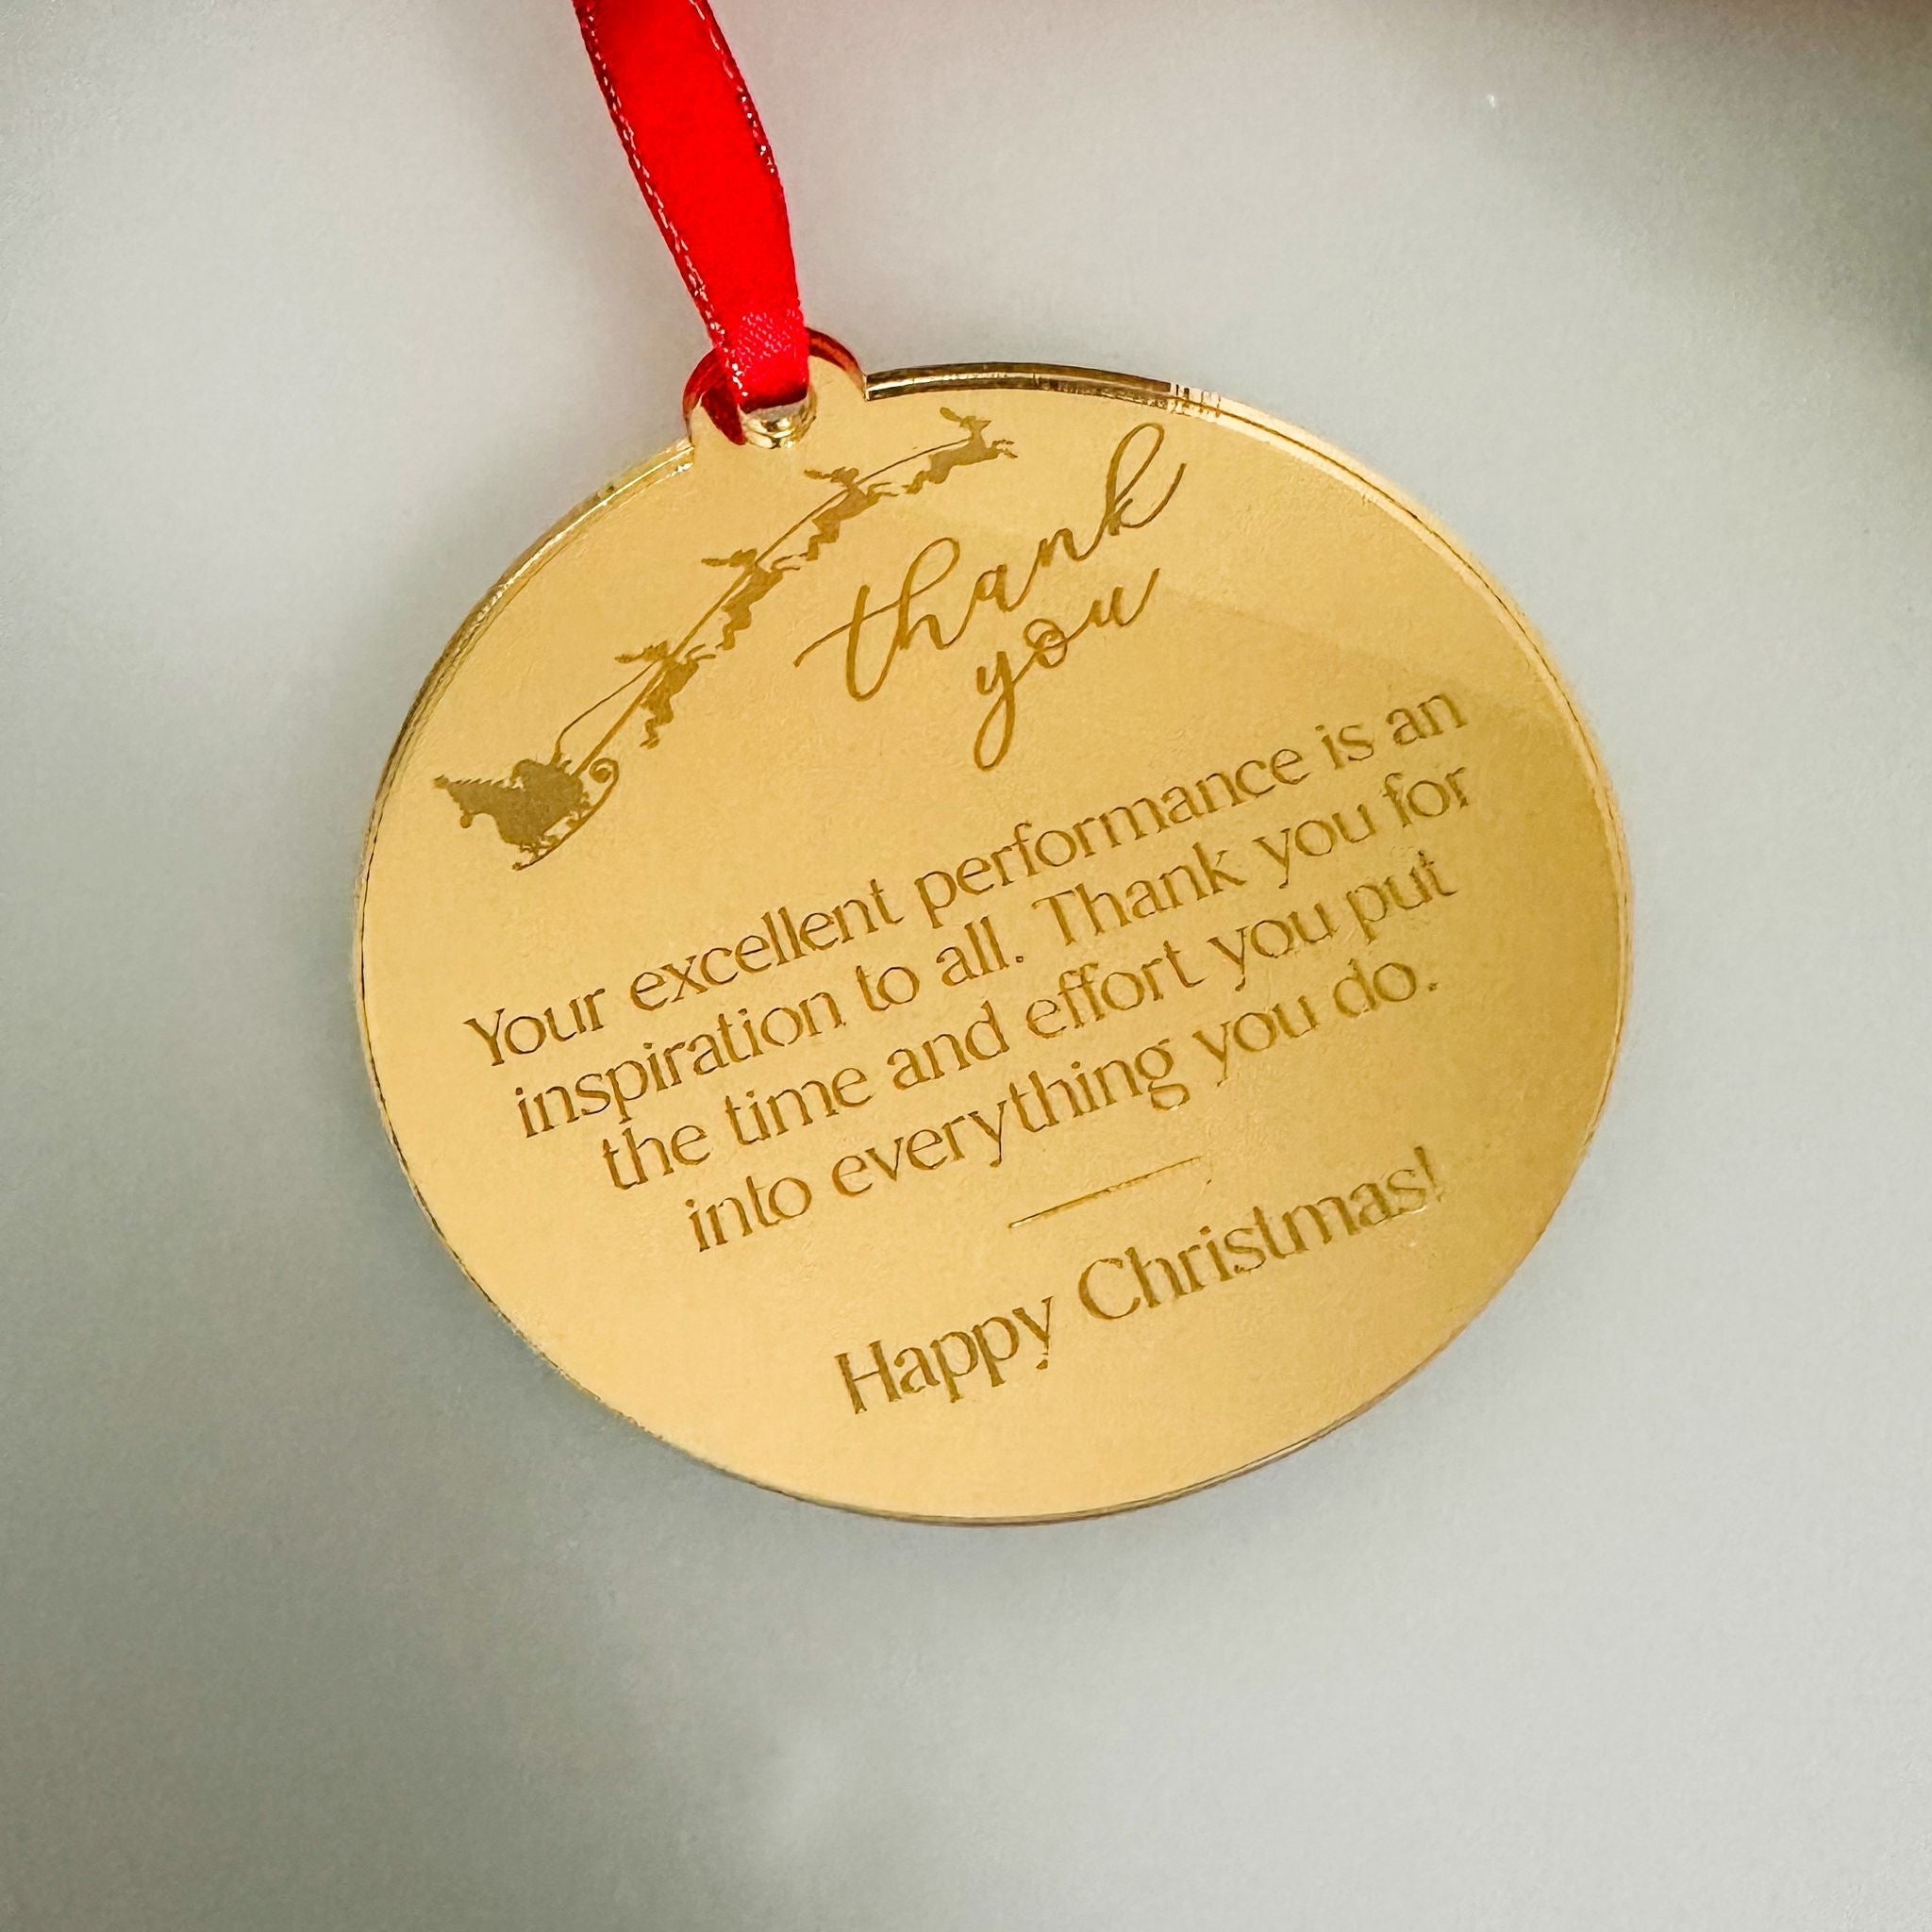 thank
you
Your excellent performance is an
inspiration to all. Thank you for
the time and effort you put
into everything you do.
Happy Christmas!